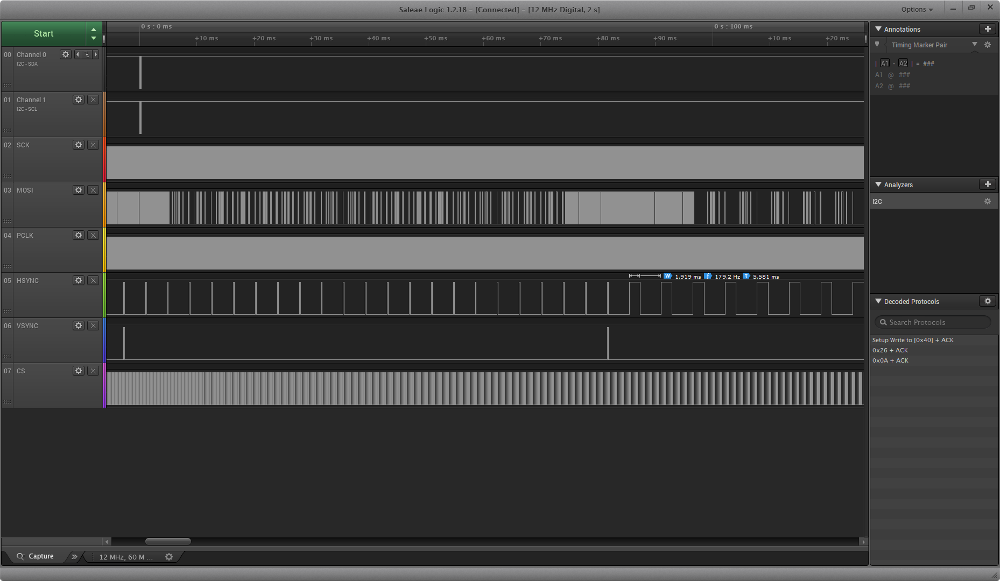 Saleae Logic 1.2.18 - [Connected] - [12 MHz Digital, 2 s]
Options
Start
0 s : 0 ms
0 s : 100 ms
+10 ms
+20 ms
+30 ms
+40 ms
+50 ms
+60 ms
+70 ms
+80 ms
+90 ms
+10 ms
+20 ms
00 Channel 0
I2C - SDA
01 Channel 1
I2C - SCL
02 SCK
03 MOSI
04 PCLK
05 HSYNC
W 1.919 ms f 179.2 Hz T 5.581 ms
06 VSYNC
07 CS
Capture
12 MHz, 60 M ...
Annotations
Timing Marker Pair
| A1 - A2 | = ###
A1 @ ###
A2 @ ###
Analyzers
I2C
Decoded Protocols
Search Protocols
Setup Write to [0x40] + ACK
0x26 + ACK
0x0A + ACK